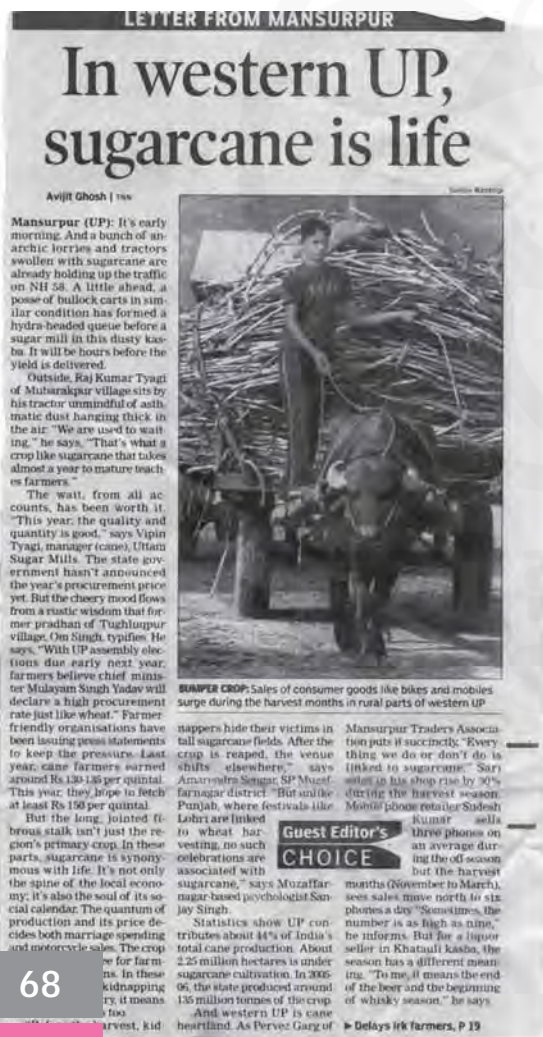 LETTER FROM MANSURPUR
In western UP,
sugarcane is life
Avijit Ghosh | TNN
Mansurpur (UP): It's early
morning. And a bunch of an-
archic lorries and tractors
swollen with sugarcane are
already holding up the traffic
on NH 58. A little ahead, a
posse of bullock carts in sim-
ilar condition has formed a
hydra-headed queue before a
sugar mill in this dusty kas-
ba. It will be hours before the
yield is delivered.
Outside, Raj Kumar Tyagi
of Mubarakpur village sits by
his tractor unmindful of asth-
matic dust hanging thick in
the air. "We are used to wait-
ing," he says, "That's what a
crop like sugarcane that takes
almost a year to mature teach-
es farmers."
The wait, from all ac-
counts, has been worth it.
"This year, the quality and
quantity is good," says Vipin
Tyagi, manager (cane), Uttam
Sugar Mills. The state gov-
ernment hasn't announced
the year's procurement price
yet. But the cheery mood flows
from a rustic wisdom that for-
mer pradhan of Tughluqpur
village, Om Singh, typifies. He
says, "With UP assembly elec-
tions due early next year,
farmers believe chief minis-
ter Mulayam Singh Yadav will
declare a high procurement
rate just like wheat." Farmer-
friendly organisations have
been issuing press statements
to keep the pressure. Last
year, cane farmers earned
around Rs 130-135 per quintal.
This year, they hope to fetch
at least Rs 150 per quintal.
But the long, jointed fi-
brous stalk isn't just the re-
gion's primary crop. In these
parts, sugarcane is synony-
mous with life. It's not only
the spine of the local econo-
my; it's also the soul of its so-
cial calendar. The quantum of
production and its price de-
cides both marriage spending
and motorcycle sales. The crop
for farm-
In these
kidnapping
it means
too.
harvest, kid
68
BUMPER CROP: Sales of consumer goods like bikes and mobiles
surge during the harvest months in rural parts of western UP
nappers hide their victims in
tall sugarcane fields. After the
crop is reaped, the venue
shifts elsewhere," says
Amarendra Sengar, SP Muzaf-
farnagar district. "But unlike
Punjab, where festivals like
Lohri are linked
to wheat har-
vesting, no such
celebrations are
associated with
sugarcane," says Muzaffar-
nagar-based psychologist San-
jay Singh.
Statistics show UP con-
tributes about 44% of India's
total cane production. About
2.25 million hectares is under
sugarcane cultivation. In 2005-
06, the state produced around
135 million tonnes of the crop.
And western UP is cane
heartland. As Pervez Garg of
Guest Editor's
CHOICE
Mansurpur Traders Associa-
tion puts it succinctly, "Every-
thing we do or don't do is
linked to sugarcane." Sari
sales in his shop rise by 30%
during the harvest season.
Mobile phone retailer Sudesh
Kumar sells
three phones on
an average dur-
ing the off-season
but the harvest
months (November to March),
sees sales move north to six
phones a day. "Sometimes, the
number is as high as nine,"
he informs. But for a liquor
seller in Khatauli kasba, the
season has a different mean-
ing. "To me, it means the end
of the beer and the beginning
of whisky season," he says.
▶ Delays irk farmers, P 19